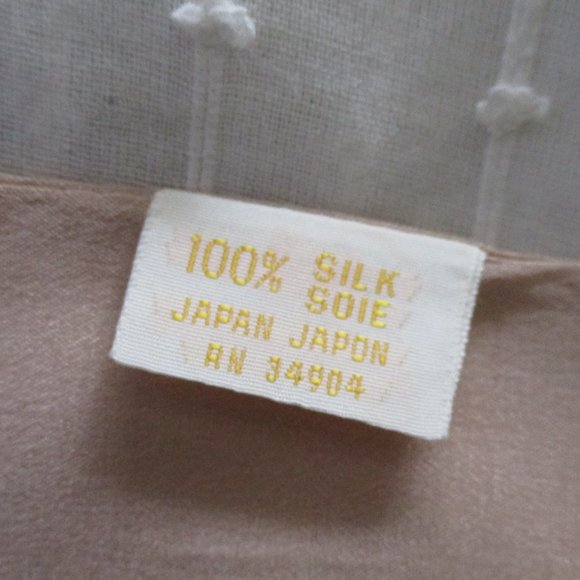 100% SILK
SOIE
JAPAN JAPON
RN 34904